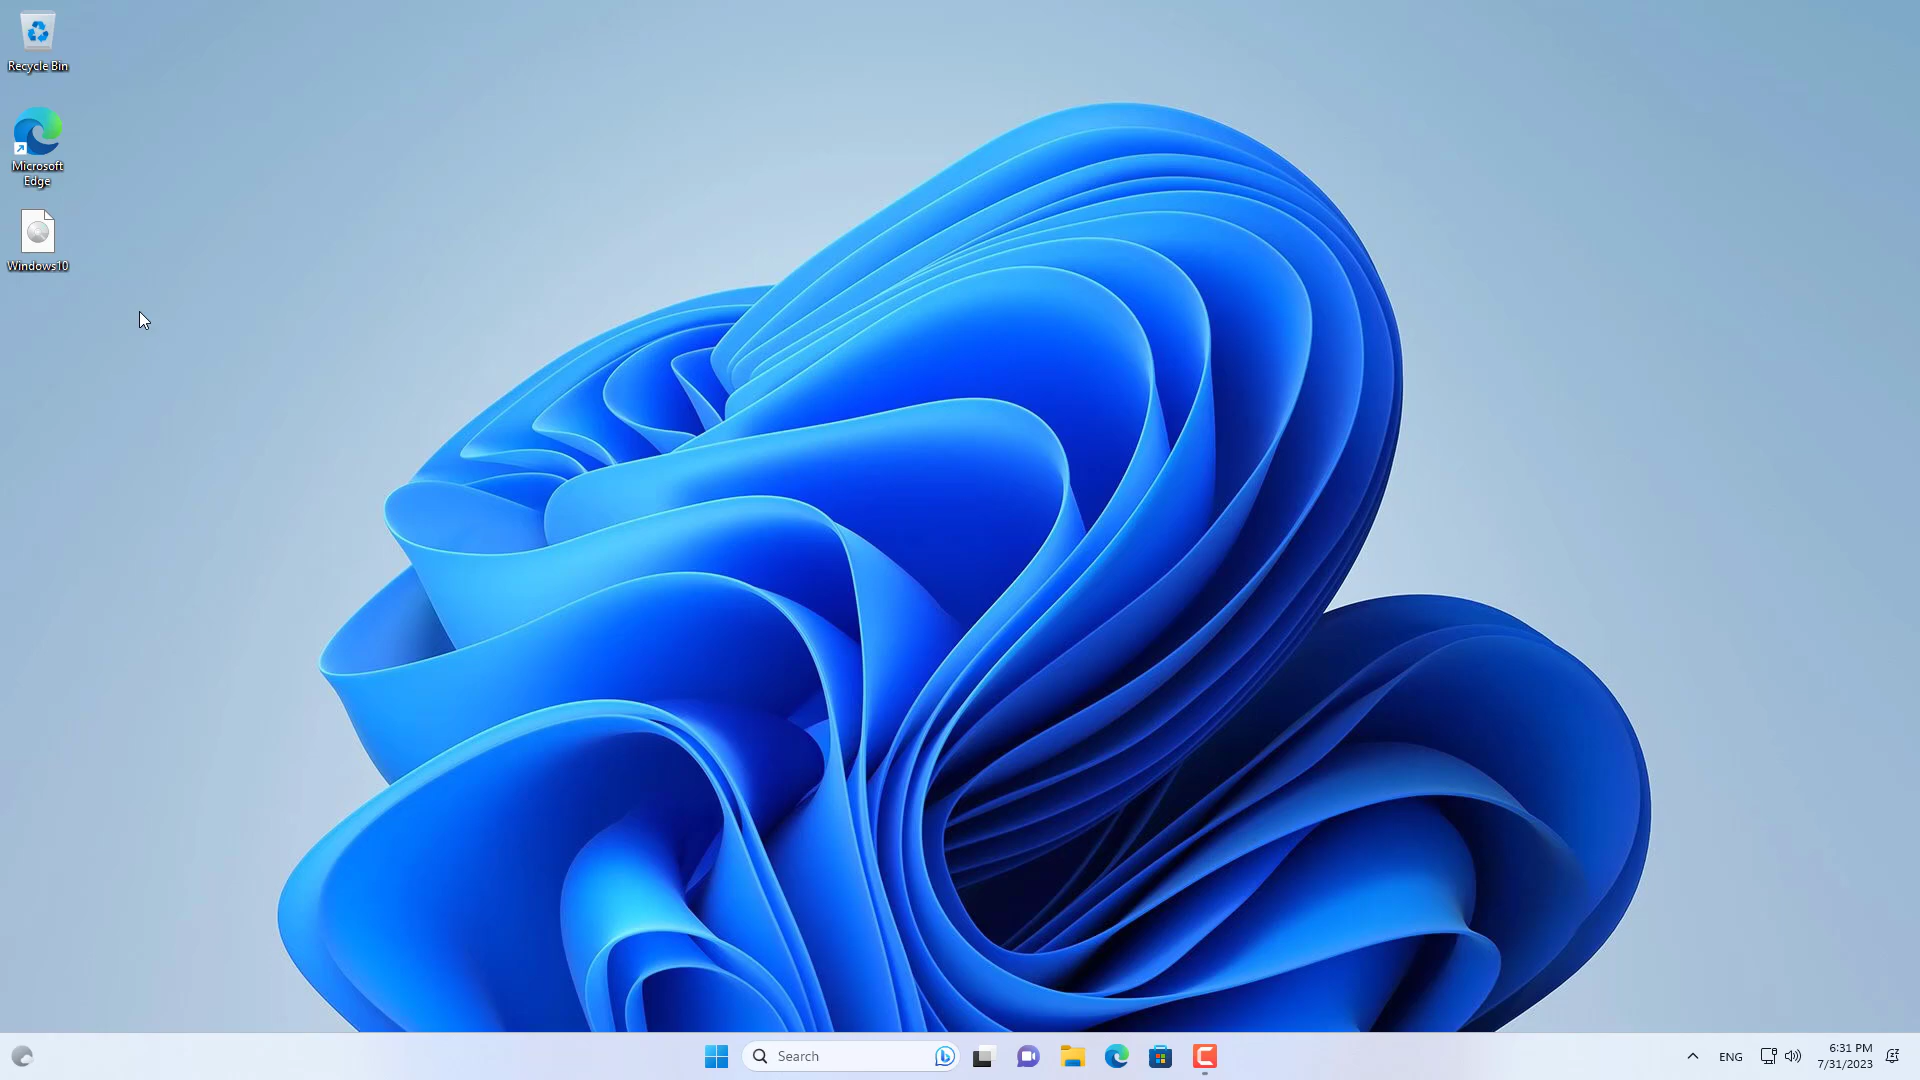 Recycle Bin
Microsoft
Edge
Windows10
Search
ENG
6:31 PM
7/31/2023